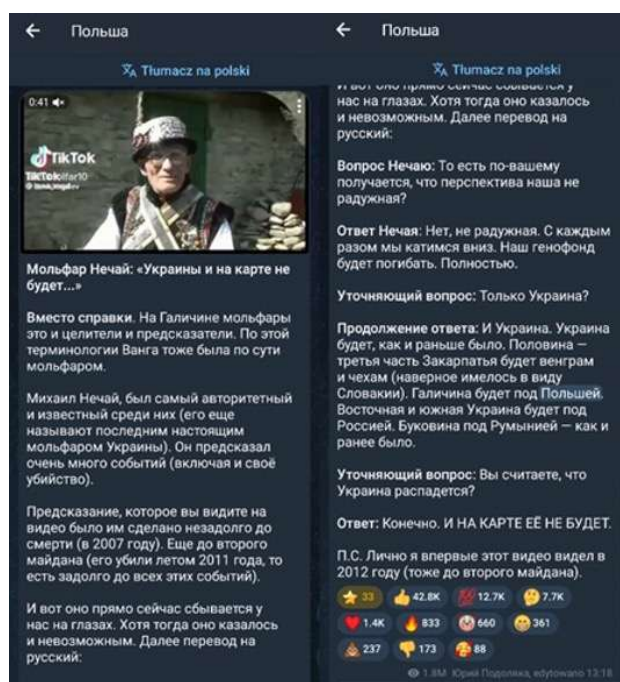 Польша
Tłumacz na polski
0:41
TikTok
TikTok
Мольфар Нечай: «Украины и на карте не
будет...»
Вместо справки. На Галичине мольфары
это и целители и предсказатели. По этой
терминологии Ванга тоже была по сути
мольфаром.
Михаил Нечай, был самый авторитетный
и известный среди них (его еще
называют последним настоящим
мольфаром Украины). Он предсказал
очень много событий (включая и своё
убийство).
Предсказание, которое вы видите на
видео было им сделано незадолго до
смерти (в 2007 году). Еще до второго
майдана (его убили летом 2011 года, то
есть задолго до всех этих событий).
И вот оно прямо сейчас сбывается у
нас на глазах. Хотя тогда оно казалось
и невозможным. Далее перевод на
русский:
Польша
Tłumacz na polski
И вот оно прямо сейчас сбывается у
нас на глазах. Хотя тогда оно казалось
и невозможным. Далее перевод на
русский:
Вопрос Нечаю: То есть по-вашему
получается, что перспектива наша не
радужная?
Ответ Нечая: Нет, не радужная. С каждым
разом мы катимся вниз. Наш генофонд
будет погибать. Полностью.
Уточняющий вопрос: Только Украина?
Продолжение ответа: И Украина. Украина
будет, как и раньше было. Половина –
третья часть Закарпатья будет венграм
и чехам (наверное имелось в виду
Словакии). Галичина будет под Польшей.
Восточная и южная Украина будет под
Россией. Буковина под Румынией – как и
ранее было.
Уточняющий вопрос: Вы считаете, что
Украина распадется?
Ответ: Конечно. И НА КАРТЕ ЕЁ НЕ БУДЕТ.
П.С. Лично я впервые этот видео видел в
2012 году (тоже до второго майдана).
33 42.8K 12.7K 7.7K
1.4K 833 660 361
237 173 88
1.8M Юрий Подоляка, edytowano 13:18